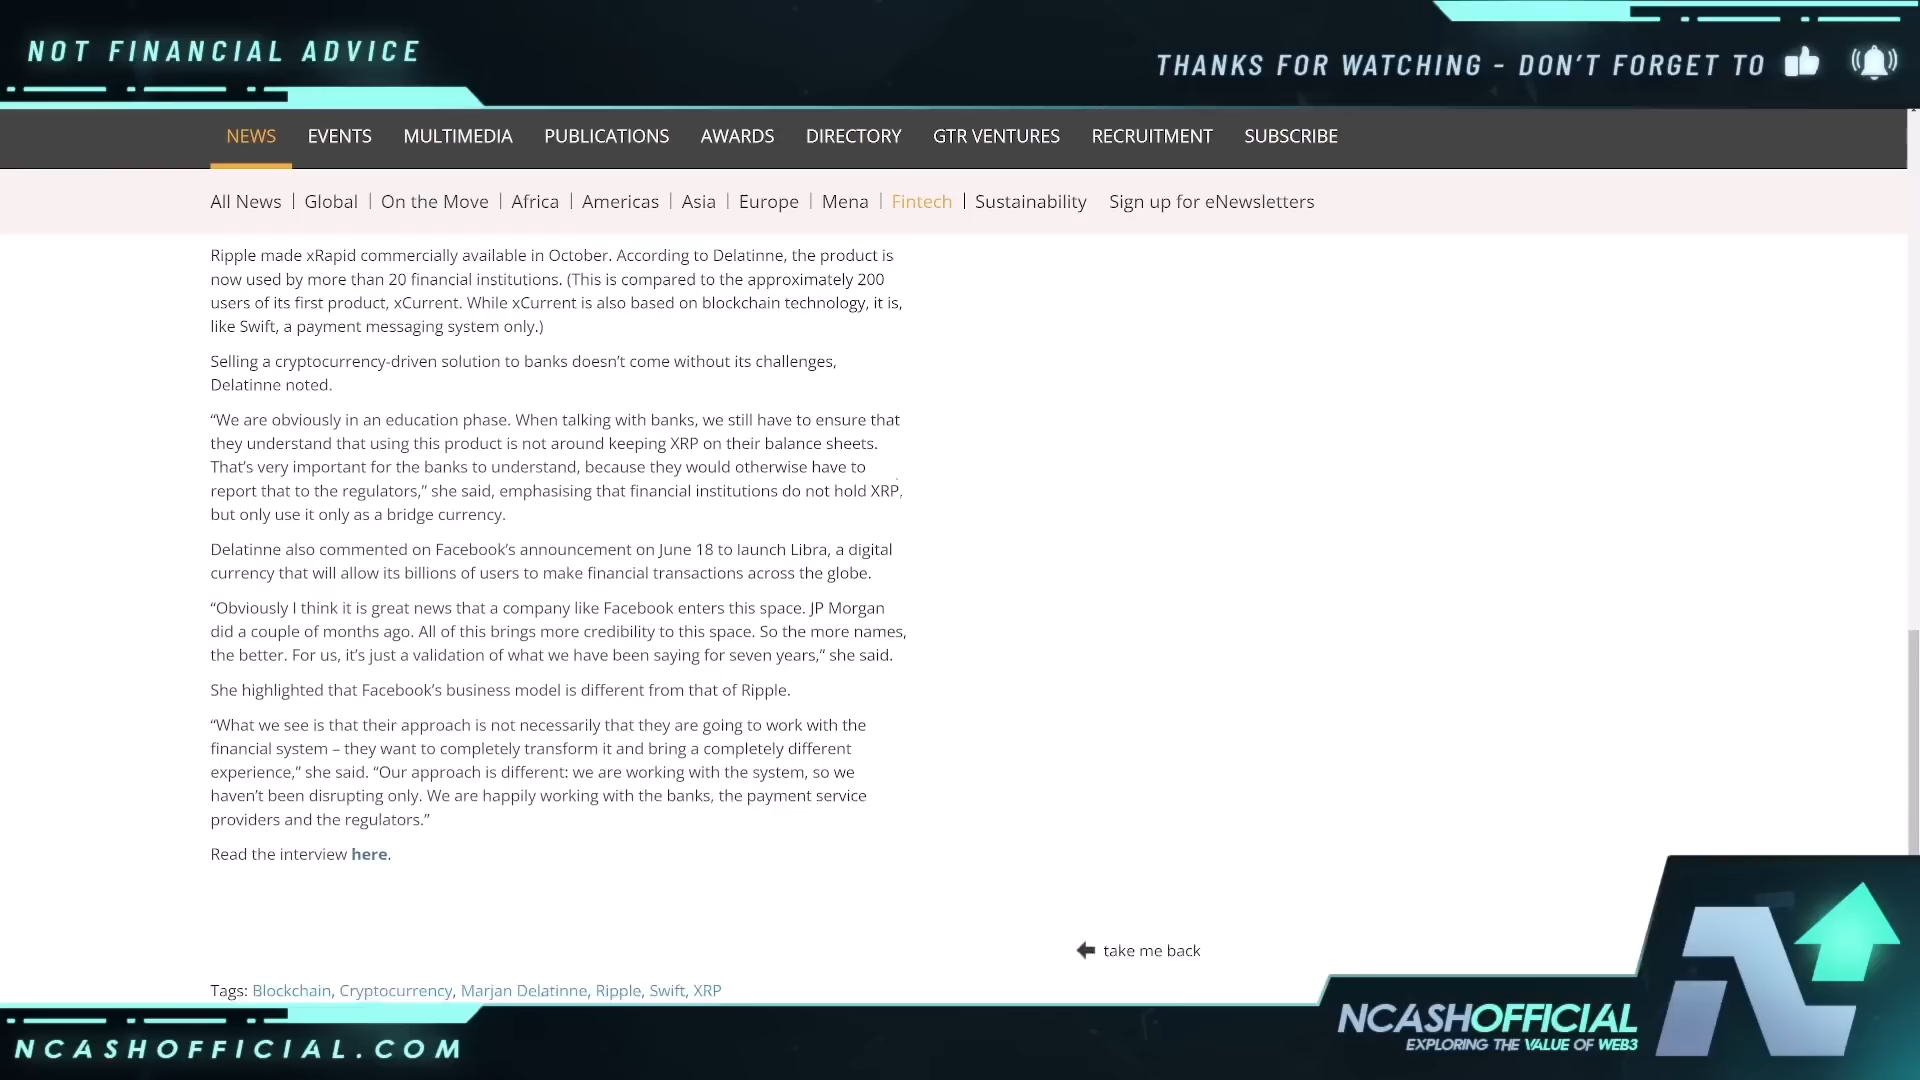 NOT FINANCIAL ADVICE
THANKS FOR WATCHING - DON'T FORGET TO
NEWS EVENTS MULTIMEDIA PUBLICATIONS AWARDS DIRECTORY GTR VENTURES RECRUITMENT SUBSCRIBE
All News | Global | On the Move | Africa | Americas | Asia | Europe | Mena | Fintech | Sustainability Sign up for eNewsletters
Ripple made xRapid commercially available in October. According to Delatinne, the product is
now used by more than 20 financial institutions. (This is compared to the approximately 200
users of its first product, xCurrent. While xCurrent is also based on blockchain technology, it is,
like Swift, a payment messaging system only.)
Selling a cryptocurrency-driven solution to banks doesn’t come without its challenges,
Delatinne noted.
“We are obviously in an education phase. When talking with banks, we still have to ensure that
they understand that using this product is not around keeping XRP on their balance sheets.
That’s very important for the banks to understand, because they would otherwise have to
report that to the regulators,” she said, emphasising that financial institutions do not hold XRP,
but only use it only as a bridge currency.
Delatinne also commented on Facebook’s announcement on June 18 to launch Libra, a digital
currency that will allow its billions of users to make financial transactions across the globe.
“Obviously I think it is great news that a company like Facebook enters this space. JP Morgan
did a couple of months ago. All of this brings more credibility to this space. So the more names,
the better. For us, it’s just a validation of what we have been saying for seven years,” she said.
She highlighted that Facebook’s business model is different from that of Ripple.
“What we see is that their approach is not necessarily that they are going to work with the
financial system – they want to completely transform it and bring a completely different
experience,” she said. “Our approach is different: we are working with the system, so we
haven’t been disrupting only. We are happily working with the banks, the payment service
providers and the regulators.”
Read the interview here.
take me back
Tags: Blockchain, Cryptocurrency, Marjan Delatinne, Ripple, Swift, XRP
NCASHOFFICIAL.COM
NCASHOFFICIAL
EXPLORING THE VALUE OF WEB3